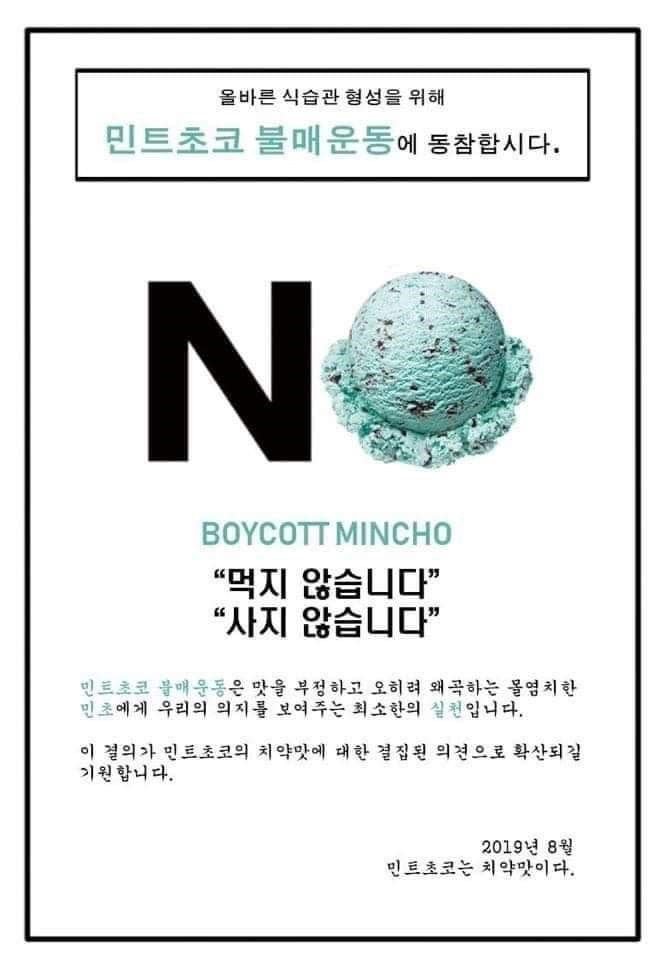 올바른 식습관 형성을 위해
민트초코 불매운동에 동참합시다.
NO
BOYCOTT MINCHO
“먹지 않습니다”
“사지 않습니다”
민트초코 불매운동은 맛을 부정하고 오히려 왜곡하는 몰염치한
민초에게 우리의 의지를 보여주는 최소한의 실천입니다.
이 결의가 민트초코의 치약맛에 대한 결집된 의견으로 확산되길
기원합니다.
2019년 8월
민트초코는 치약맛이다.